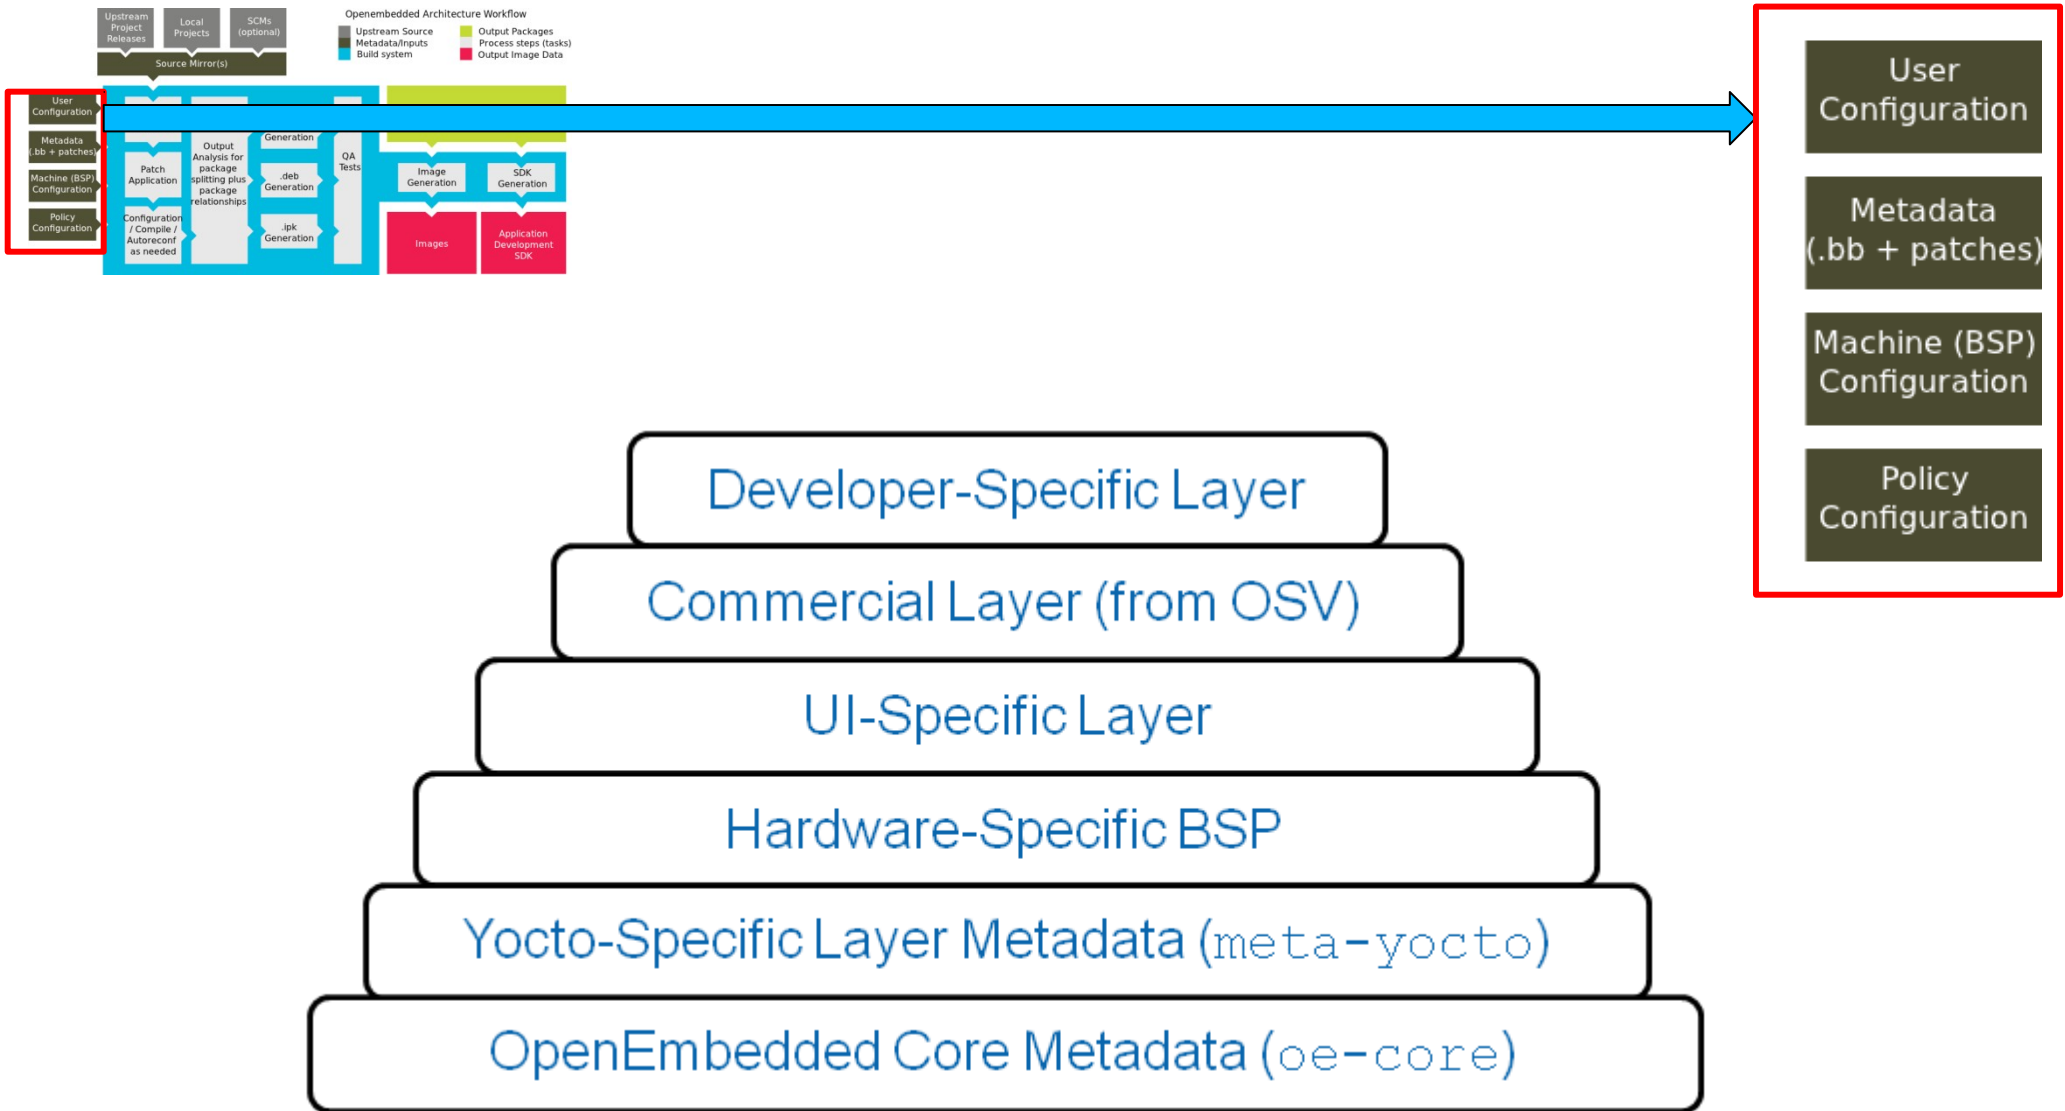 Openembedded Architecture Workflow
Upstream Source
Metadata/Inputs
Build system
Output Packages
Process steps (tasks)
Output Image Data
Upstream
Project
Releases
Local
Projects
SCMs
(optional)
Source Mirror(s)
User
Configuration
Metadata
(.bb + patches)
Machine (BSP)
Configuration
Policy
Configuration
Patch
Application
Configuration
/ Compile /
Autoreconf
as needed
Output
Analysis for
package
splitting plus
package
relationships
Generation
.deb
Generation
.ipk
Generation
QA
Tests
Image
Generation
SDK
Generation
Images
Application
Development
SDK
User
Configuration
Metadata
(.bb + patches)
Machine (BSP)
Configuration
Policy
Configuration
Developer-Specific Layer
Commercial Layer (from OSV)
UI-Specific Layer
Hardware-Specific BSP
Yocto-Specific Layer Metadata (meta-yocto)
OpenEmbedded Core Metadata (oe-core)